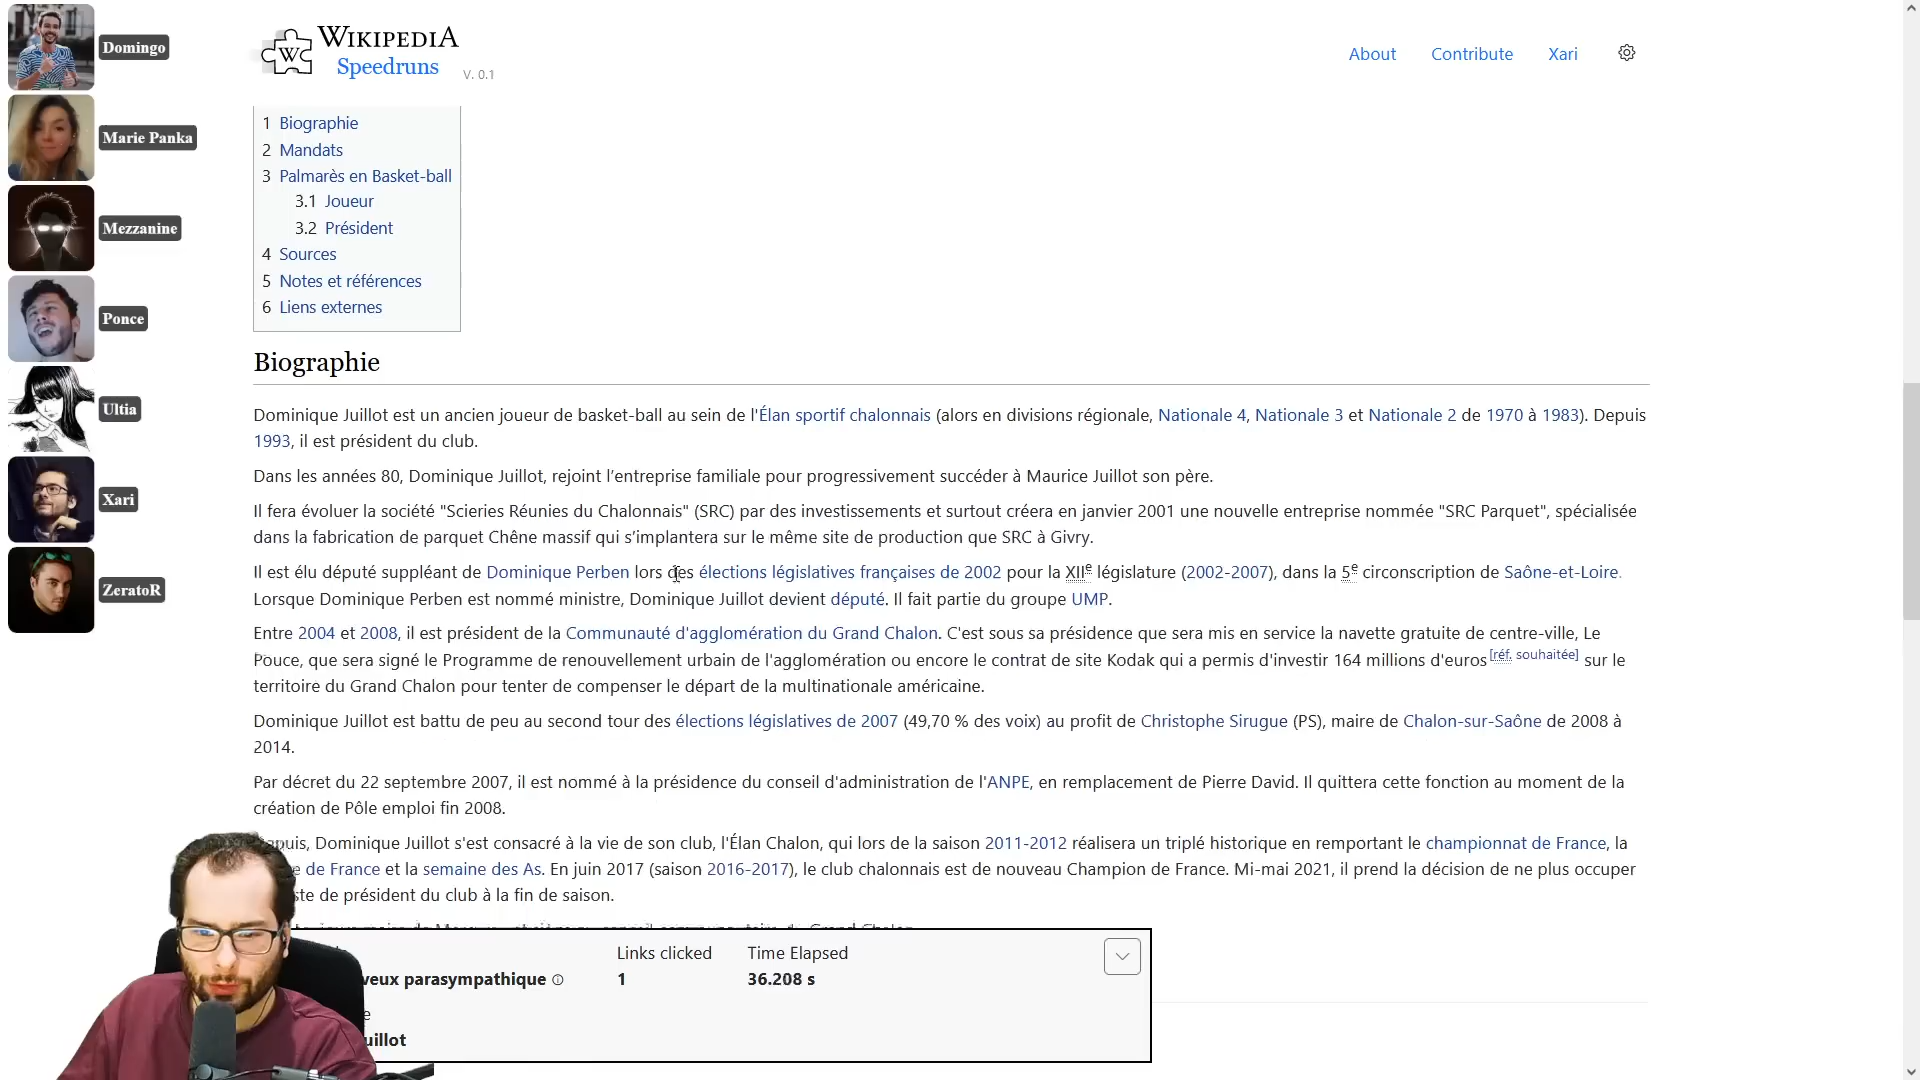 Domingo
Marie Panka
Mezzanine
Ponce
Ultia
Xari
ZeratoR
W
WIKIPEDIA
Speedruns
V. 0.1
About
Contribute
Xari
1 Biographie
2 Mandats
3 Palmarès en Basket-ball
3.1 Joueur
3.2 Président
4 Sources
5 Notes et références
6 Liens externes
Biographie
Dominique Juillot est un ancien joueur de basket-ball au sein de l'Élan sportif chalonnais (alors en divisions régionale, Nationale 4, Nationale 3 et Nationale 2 de 1970 à 1983). Depuis
1993, il est président du club.
Dans les années 80, Dominique Juillot, rejoint l’entreprise familiale pour progressivement succéder à Maurice Juillot son père.
Il fera évoluer la société "Scieries Réunies du Chalonnais" (SRC) par des investissements et surtout créera en janvier 2001 une nouvelle entreprise nommée "SRC Parquet", spécialisée
dans la fabrication de parquet Chêne massif qui s’implantera sur le même site de production que SRC à Givry.
Il est élu député suppléant de Dominique Perben lors des élections législatives françaises de 2002 pour la XIIe législature (2002-2007), dans la 5e circonscription de Saône-et-Loire.
Lorsque Dominique Perben est nommé ministre, Dominique Juillot devient député. Il fait partie du groupe UMP.
Entre 2004 et 2008, il est président de la Communauté d'agglomération du Grand Chalon. C'est sous sa présidence que sera mis en service la navette gratuite de centre-ville, Le
Pouce, que sera signé le Programme de renouvellement urbain de l'agglomération ou encore le contrat de site Kodak qui a permis d'investir 164 millions d'euros[réf. souhaitée] sur le
territoire du Grand Chalon pour tenter de compenser le départ de la multinationale américaine.
Dominique Juillot est battu de peu au second tour des élections législatives de 2007 (49,70 % des voix) au profit de Christophe Sirugue (PS), maire de Chalon-sur-Saône de 2008 à
2014.
Par décret du 22 septembre 2007, il est nommé à la présidence du conseil d'administration de l'ANPE, en remplacement de Pierre David. Il quittera cette fonction au moment de la
création de Pôle emploi fin 2008.
puis, Dominique Juillot s'est consacré à la vie de son club, l'Élan Chalon, qui lors de la saison 2011-2012 réalisera un triplé historique en remportant le championnat de France, la
e de France et la semaine des As. En juin 2017 (saison 2016-2017), le club chalonnais est de nouveau Champion de France. Mi-mai 2021, il prend la décision de ne plus occuper
ste de président du club à la fin de saison.
Links clicked
Time Elapsed
veux parasympathique
1
36.208 s
e
uillot